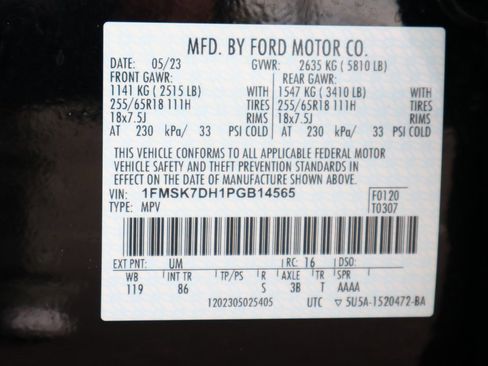 MFD. BY FORD MOTOR CO.
DATE: 05/23 GVWR: 2635 KG (5810 LB)
FRONT GAWR: REAR GAWR:
1141 KG (2515 LB) WITH 1547 KG (3410 LB) WITH
255/65R18 111H TIRES 255/65R18 111H TIRES
18x7.5J RIMS 18x7.5J RIMS
AT 230 kPa/ 33 PSI COLD AT 230 kPa/ 33 PSI COLD
THIS VEHICLE CONFORMS TO ALL APPLICABLE FEDERAL MOTOR
VEHICLE SAFETY AND THEFT PREVENTION STANDARDS IN
EFFECT ON THE DATE OF MANUFACTURE SHOWN ABOVE.
VIN: 1FMSK7DH1PGB14565 F0120
TYPE: MPV T0307
EXT PNT: UM RC: 16 DSO:
WB INT TR TP/PS R AXLE TR SPR
119 86 S 3B T AAAA
1202305025405 UTC 5U5A-1520472-BA